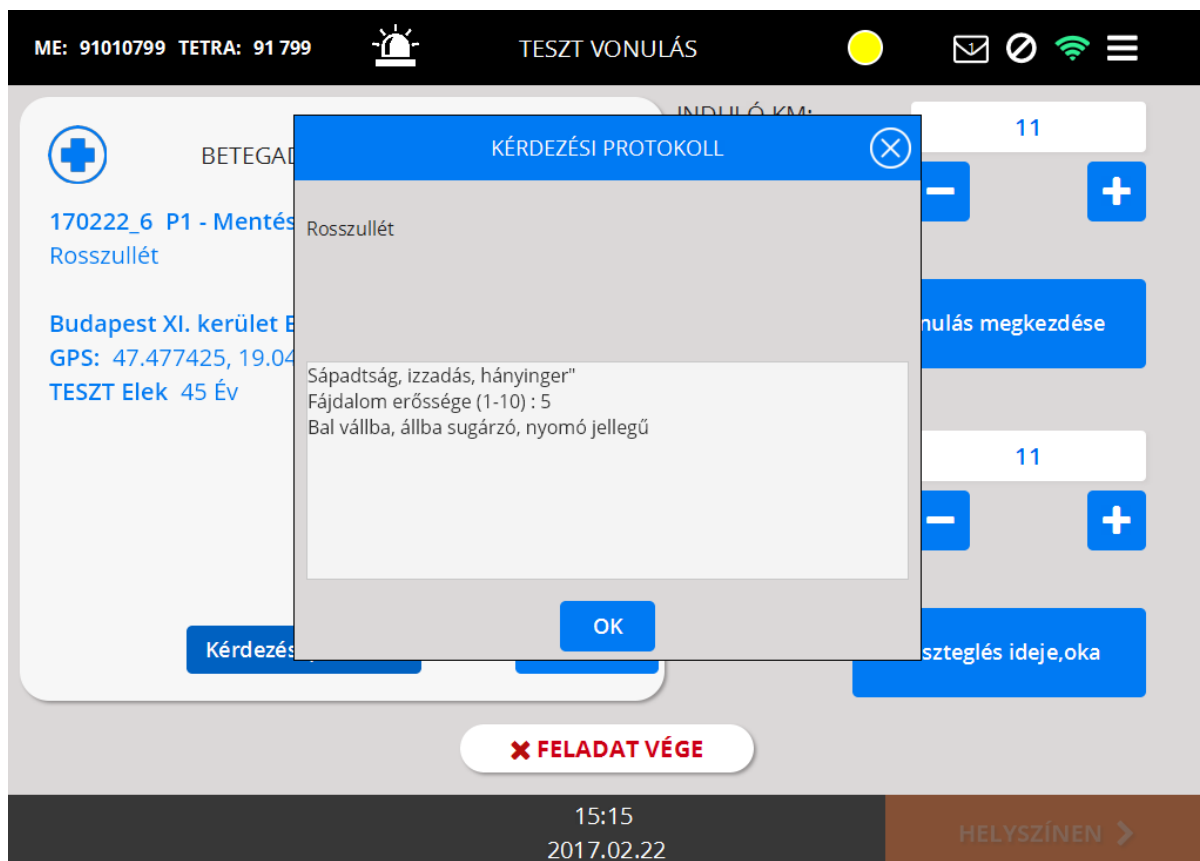 ME: 91010799 TETRA: 91 799
TESZT VONULÁS
1
BETEGAD
170222_6 P1 - Mentés
Rosszullét
Budapest XI. kerület
GPS: 47.477425, 19.04
TESZT Elek 45 Év
Kérdezés
KÉRDEZÉSI PROTOKOLL
Rosszullét
Sápadtság, izzadás, hányinger"
Fájdalom erőssége (1-10) : 5
Bal vállba, állba sugárzó, nyomó jellegű
OK
INDULÓ KM:
11
nulás megkezdése
11
szteglés ideje,oka
FELADAT VÉGE
15:15
2017.02.22
HELYSZÍNEN